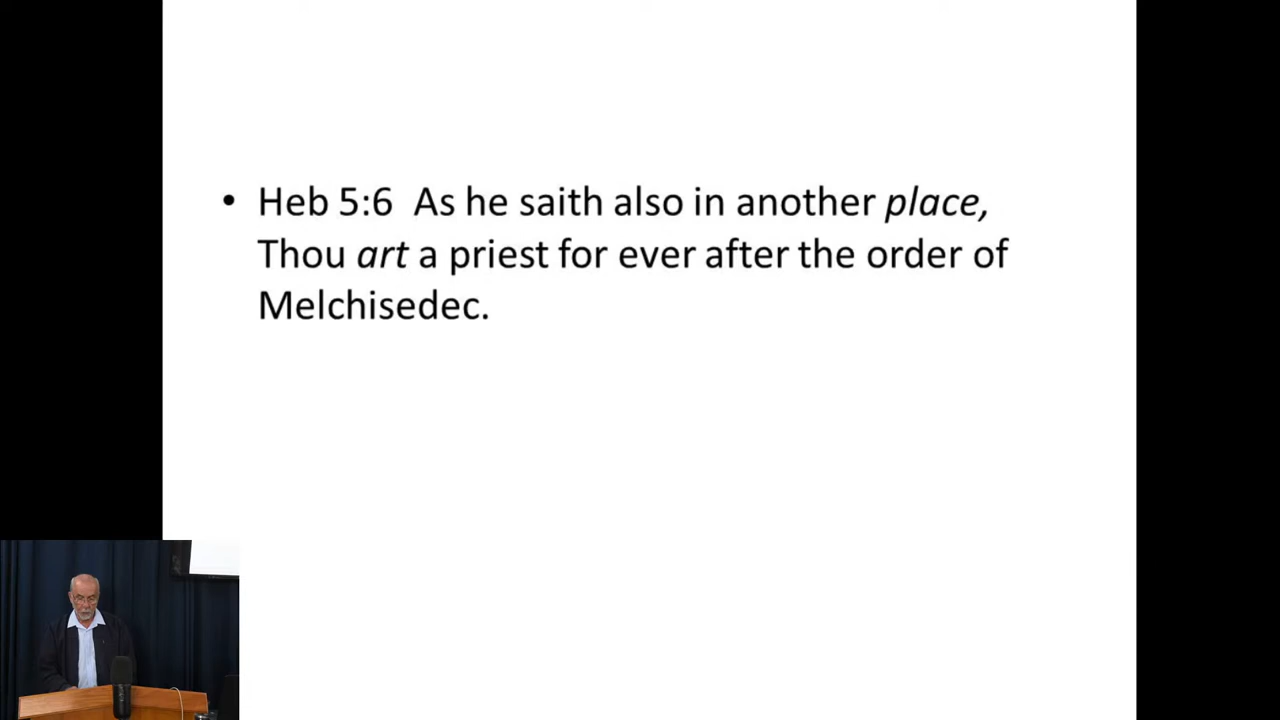 • Heb 5:6 As he saith also in another place,
Thou art a priest for ever after the order of
Melchisedec.